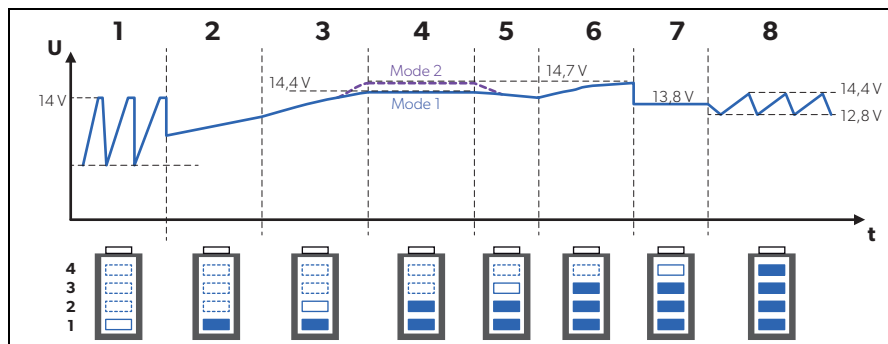 1 2 3 4 5 6 7 8
U
Mode 2
14,7 V
14,4 V
14,4 V
14 V
Mode 1
13,8 V
12,8 V
t
4
3
2
1